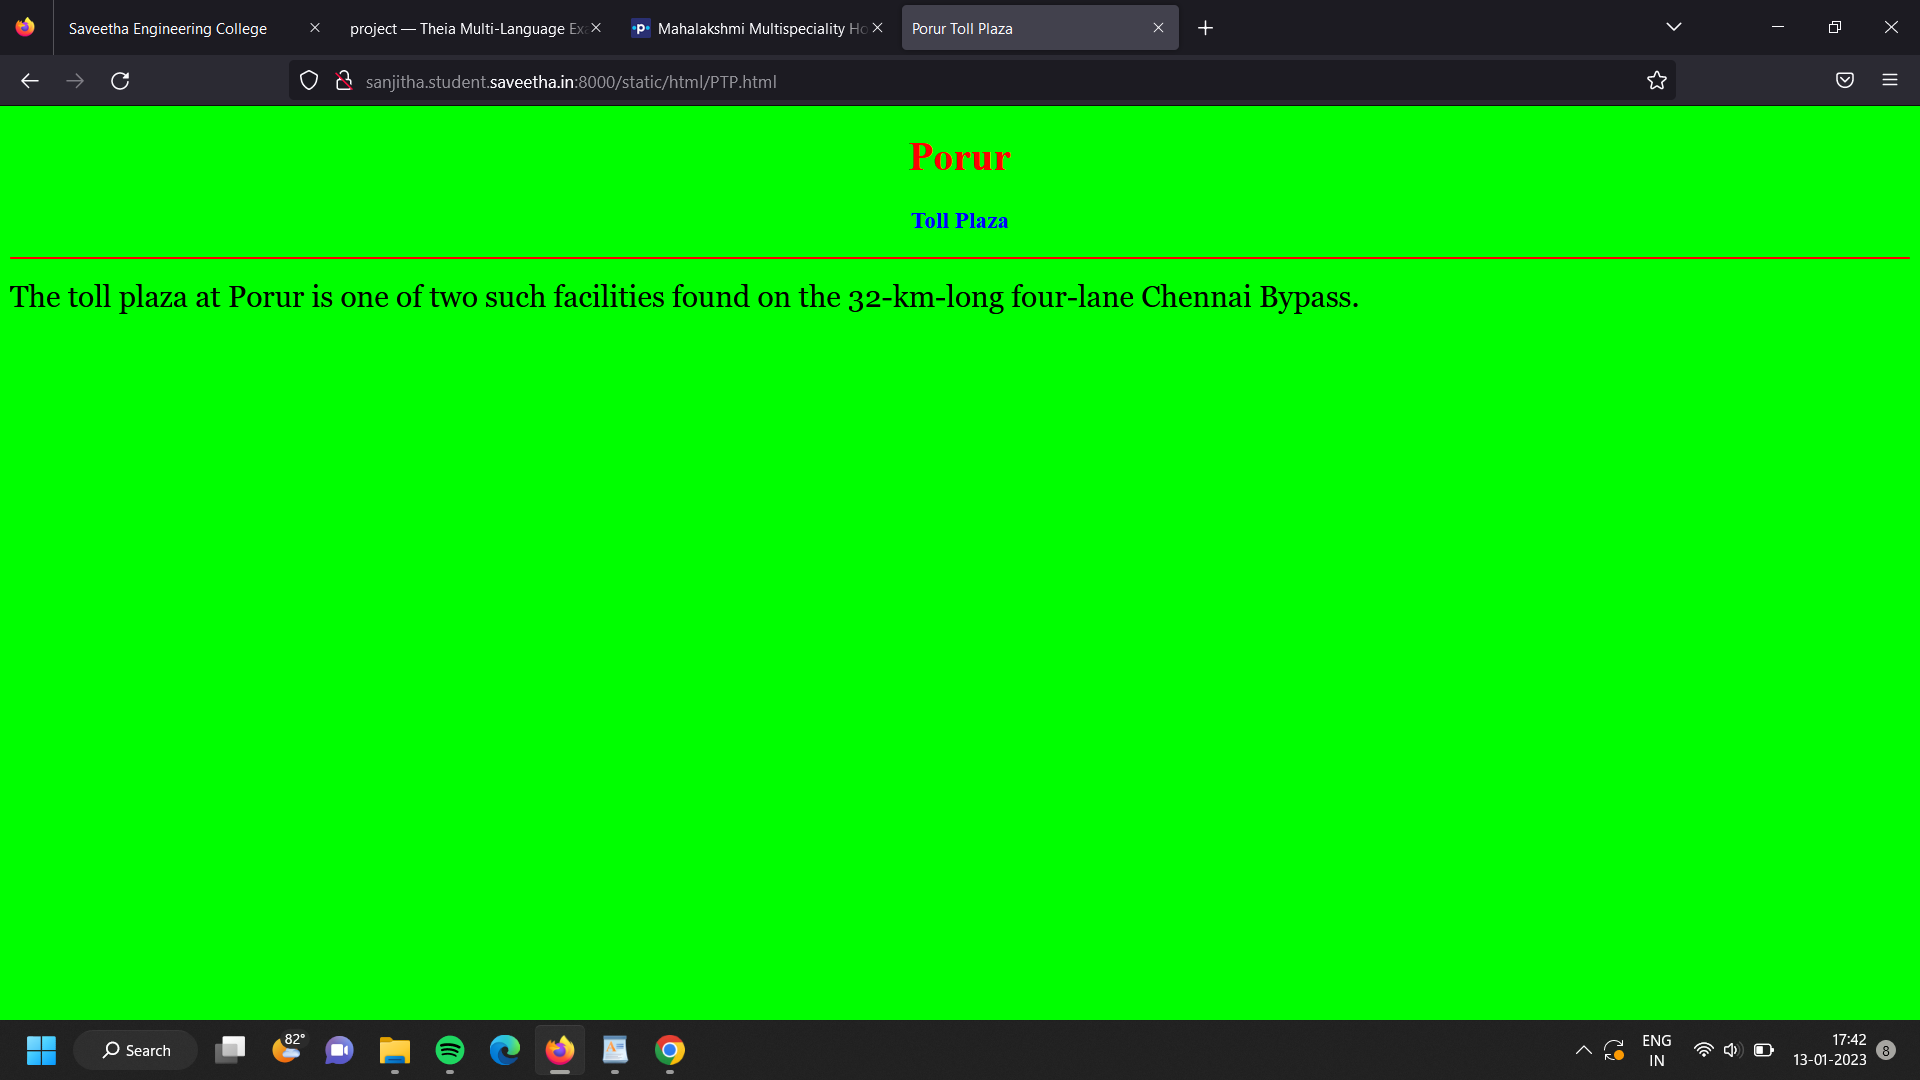 Saveetha Engineering College
project — Theia Multi-Language Exa
Mahalakshmi Multispeciality Ho
Porur Toll Plaza
sanjitha.student.saveetha.in:8000/static/html/PTP.html
Porur
Toll Plaza
The toll plaza at Porur is one of two such facilities found on the 32-km-long four-lane Chennai Bypass.
Search
82°
ENG
IN
17:42
13-01-2023
8